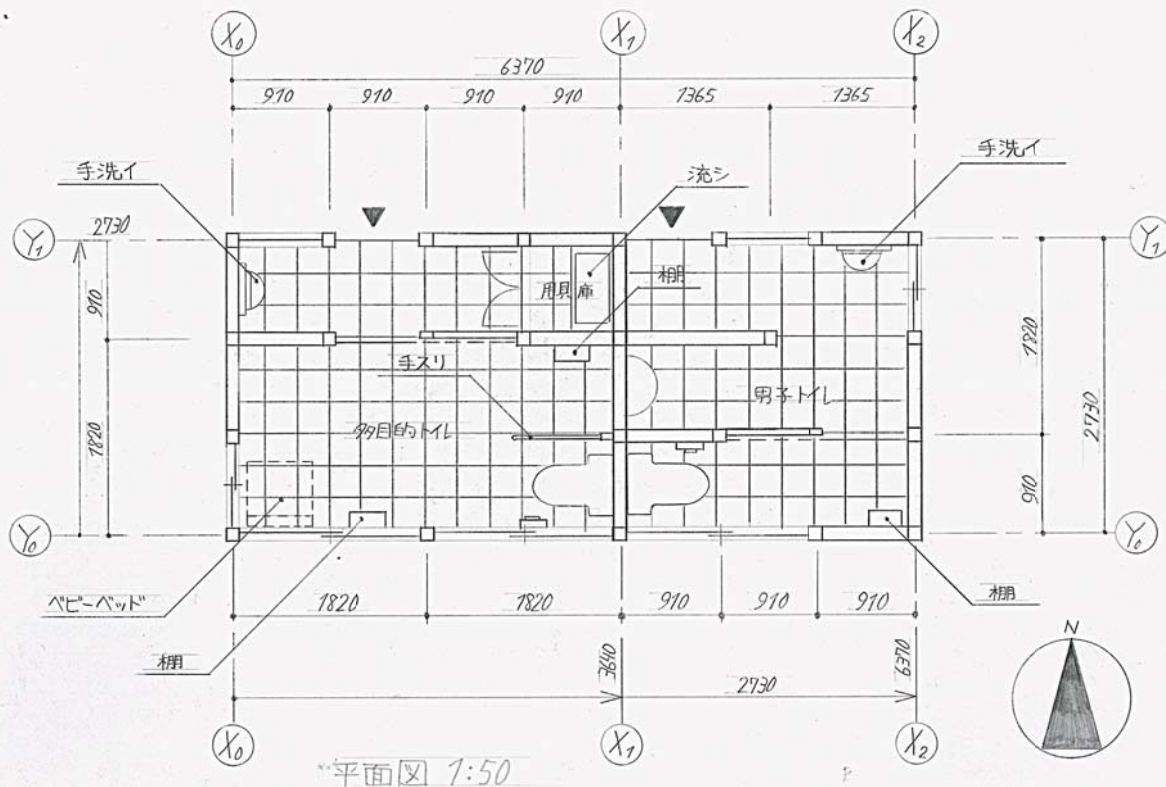 X₀ X₁ X₂
6370
910 910 910 910 1365 1365
手洗イ 流シ 手洗イ
Y₁ 2730 Y₁
用具庫 棚
910 1820
手スリ
男子トイレ
多目的トイレ
2730
1820 910
Y₀ Y₀
ベビーベッド 1820 1820 910 910 910 棚
棚
N
3640 6370
2730
X₀ X₁ X₂
平面図 1:50